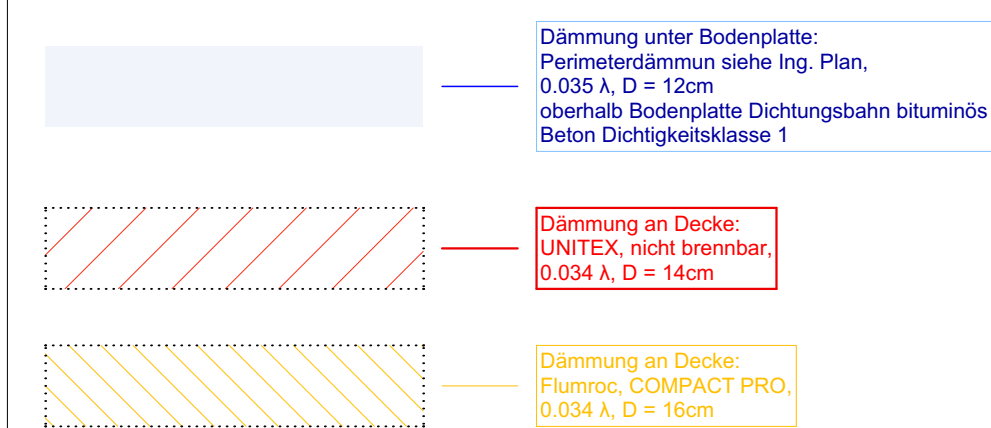 Dämmung unter Bodenplatte:
Perimeterdämmun siehe Ing. Plan,
0.035 λ, D = 12cm
oberhalb Bodenplatte Dichtungsbahn bituminös
Beton Dichtigkeitsklasse 1
Dämmung an Decke:
UNITEX, nicht brennbar,
0.034 λ, D = 14cm
Dämmung an Decke:
Flumroc, COMPACT PRO,
0.034 λ, D = 16cm